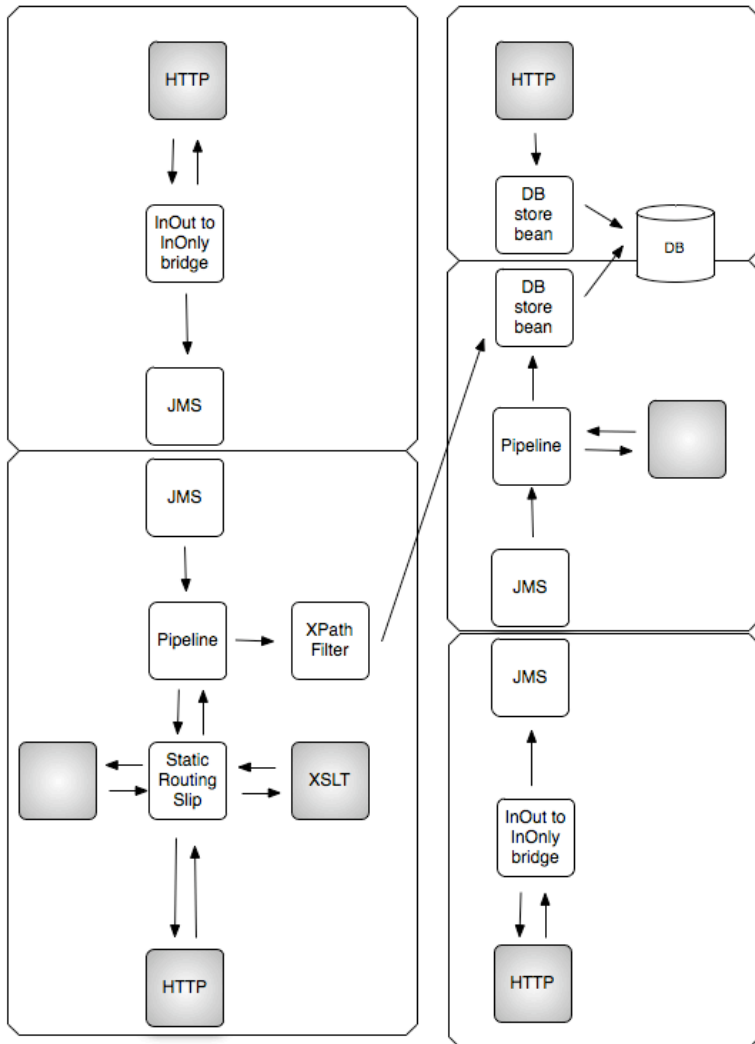 HTTP
InOut to
InOnly
bridge
JMS
JMS
Pipeline
XPath
Filter
Static
Routing
Slip
XSLT
HTTP
HTTP
DB
store
bean
DB
DB
store
bean
Pipeline
JMS
JMS
InOut to
InOnly
bridge
HTTP